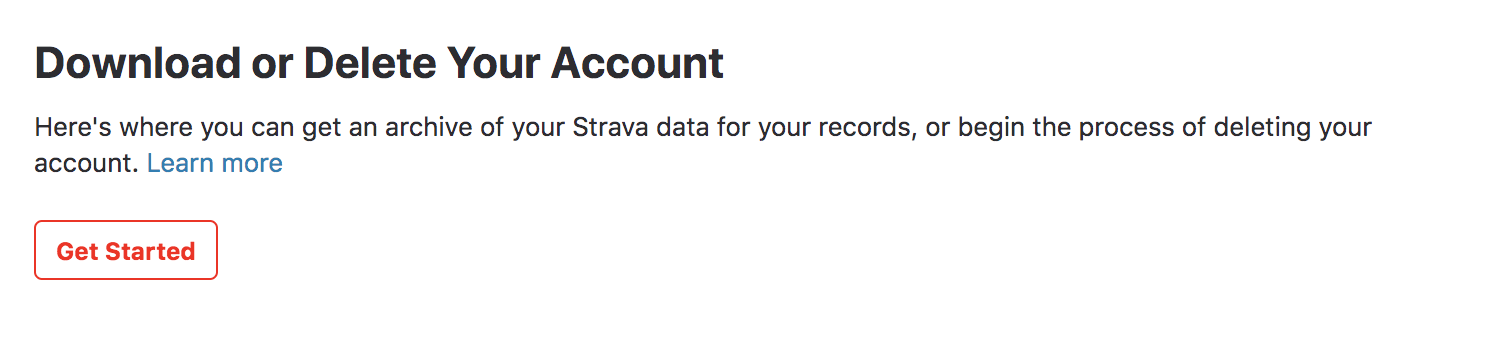 Download or Delete Your Account
Here's where you can get an archive of your Strava data for your records, or begin the process of deleting your
account. Learn more
Get Started